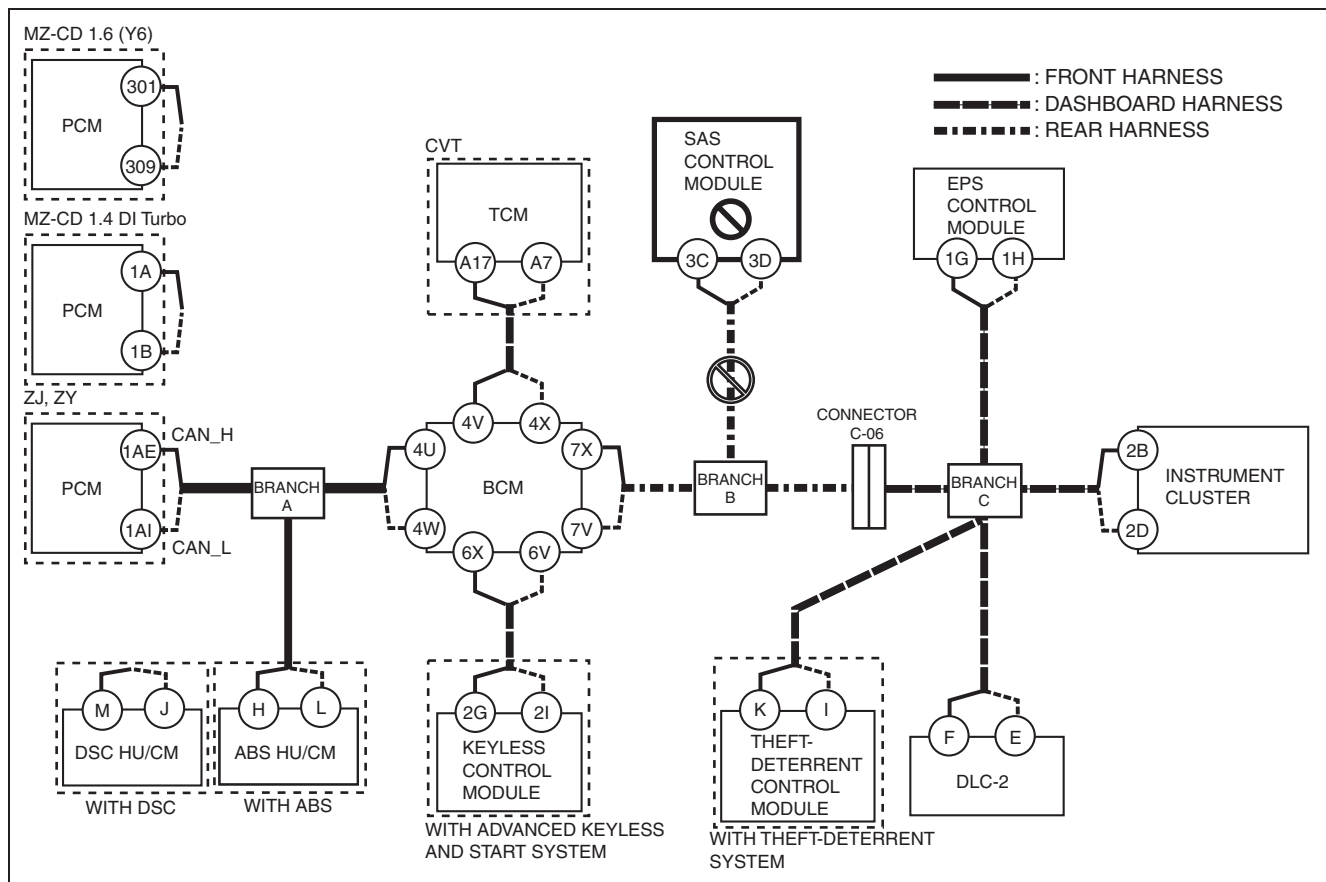 MZ-CD 1.6 (Y6)
PCM
301
309
MZ-CD 1.4 DI Turbo
PCM
1A
1B
ZJ, ZY
PCM
1AE
1AI
CAN_H
CAN_L
BRANCH
A
M
J
DSC HU/CM
WITH DSC
H
L
ABS HU/CM
WITH ABS
CVT
TCM
A17
A7
4V
4X
4U
4W
BCM
7X
7V
6X
6V
2G
2I
KEYLESS
CONTROL
MODULE
WITH ADVANCED KEYLESS
AND START SYSTEM
SAS
CONTROL
MODULE
3C
3D
BRANCH
B
CONNECTOR
C-06
: FRONT HARNESS
: DASHBOARD HARNESS
: REAR HARNESS
EPS
CONTROL
MODULE
1G
1H
BRANCH
C
2B
2D
INSTRUMENT
CLUSTER
K
I
THEFT-
DETERRENT
CONTROL
MODULE
WITH THEFT-DETERRENT
SYSTEM
F
E
DLC-2